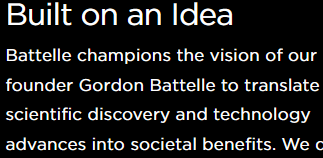 Built on an Idea
Battelle champions the vision of our
founder Gordon Battelle to translate
scientific discovery and technology
advances into societal benefits. We